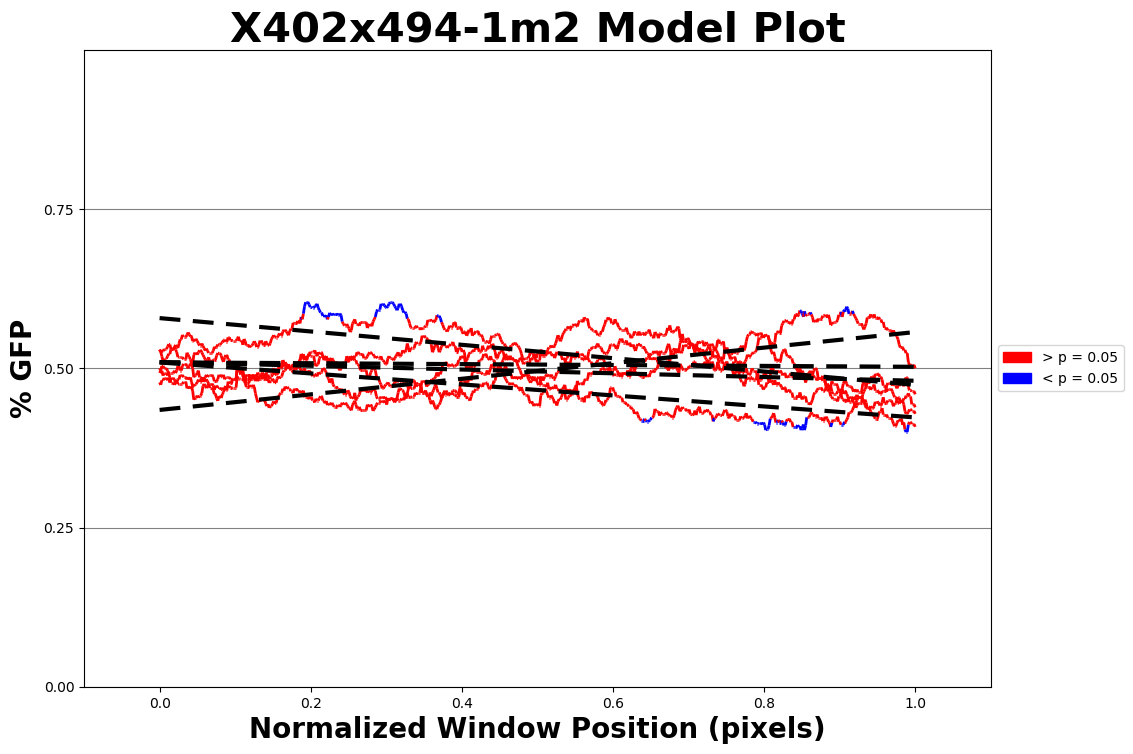 X402x494-1m2 Model Plot
% GFP
0.75
0.50
0.25
0.00
0.0 0.2 0.4 0.6 0.8 1.0
Normalized Window Position (pixels)
> p = 0.05
< p = 0.05